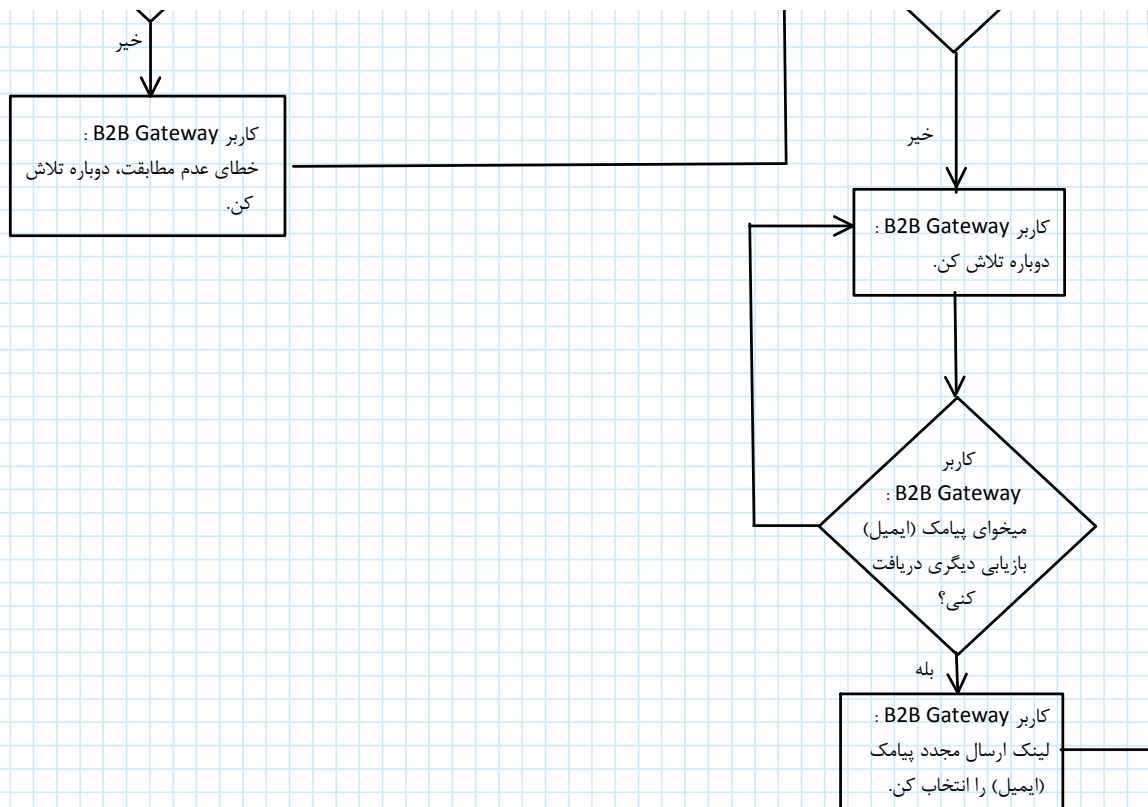 خیر
کاربر B2B Gateway :
خطای عدم مطابقت، دوباره تلاش
کن.
خیر
کاربر B2B Gateway :
دوباره تلاش کن.
کاربر
B2B Gateway :
میخوای پیامک (ایمیل)
بازیابی دیگری دریافت
کنی؟
بله
کاربر B2B Gateway :
لینک ارسال مجدد پیامک
(ایمیل) را انتخاب کن.